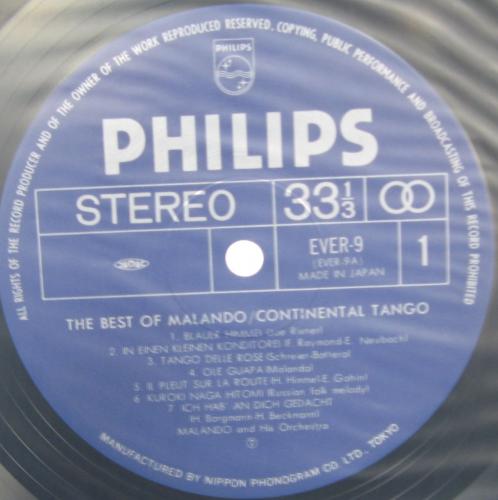 ALL RIGHTS OF THE RECORD PRODUCER AND OF THE OWNER OF THE WORK REPRODUCED RESERVED. COPYING, PUBLIC PERFORMANCE AND BROADCASTING OF THIS RECORD PROHIBITED
PHILIPS
PHILIPS
STEREO 33 1/3
EVER-9 1
(EVER-9A)
MADE IN JAPAN
THE BEST OF MALANDO/CONTINENTAL TANGO
1. BLAUER HIMMEL
2. IN EINEN KLEINEN KONDITOREI (F. Raymond-E. Neubach)
3. TANGO DELLE ROSE (Schreier-Bottero)
4. OLE GUAPA (Malando)
5. IL PLEUT SUR LA ROUTE (H. Himmel-E. Gohin)
6 KUROKI NAGA HITOMI (Russian folk melody)
7 ICH HAB' AN DICH GEDACHT
(H. Borgmann-H. Beckmann)
MALANDO and His Orchestra
Ⓟ
MANUFACTURED BY NIPPON PHONOGRAM CO. LTD., TOKYO